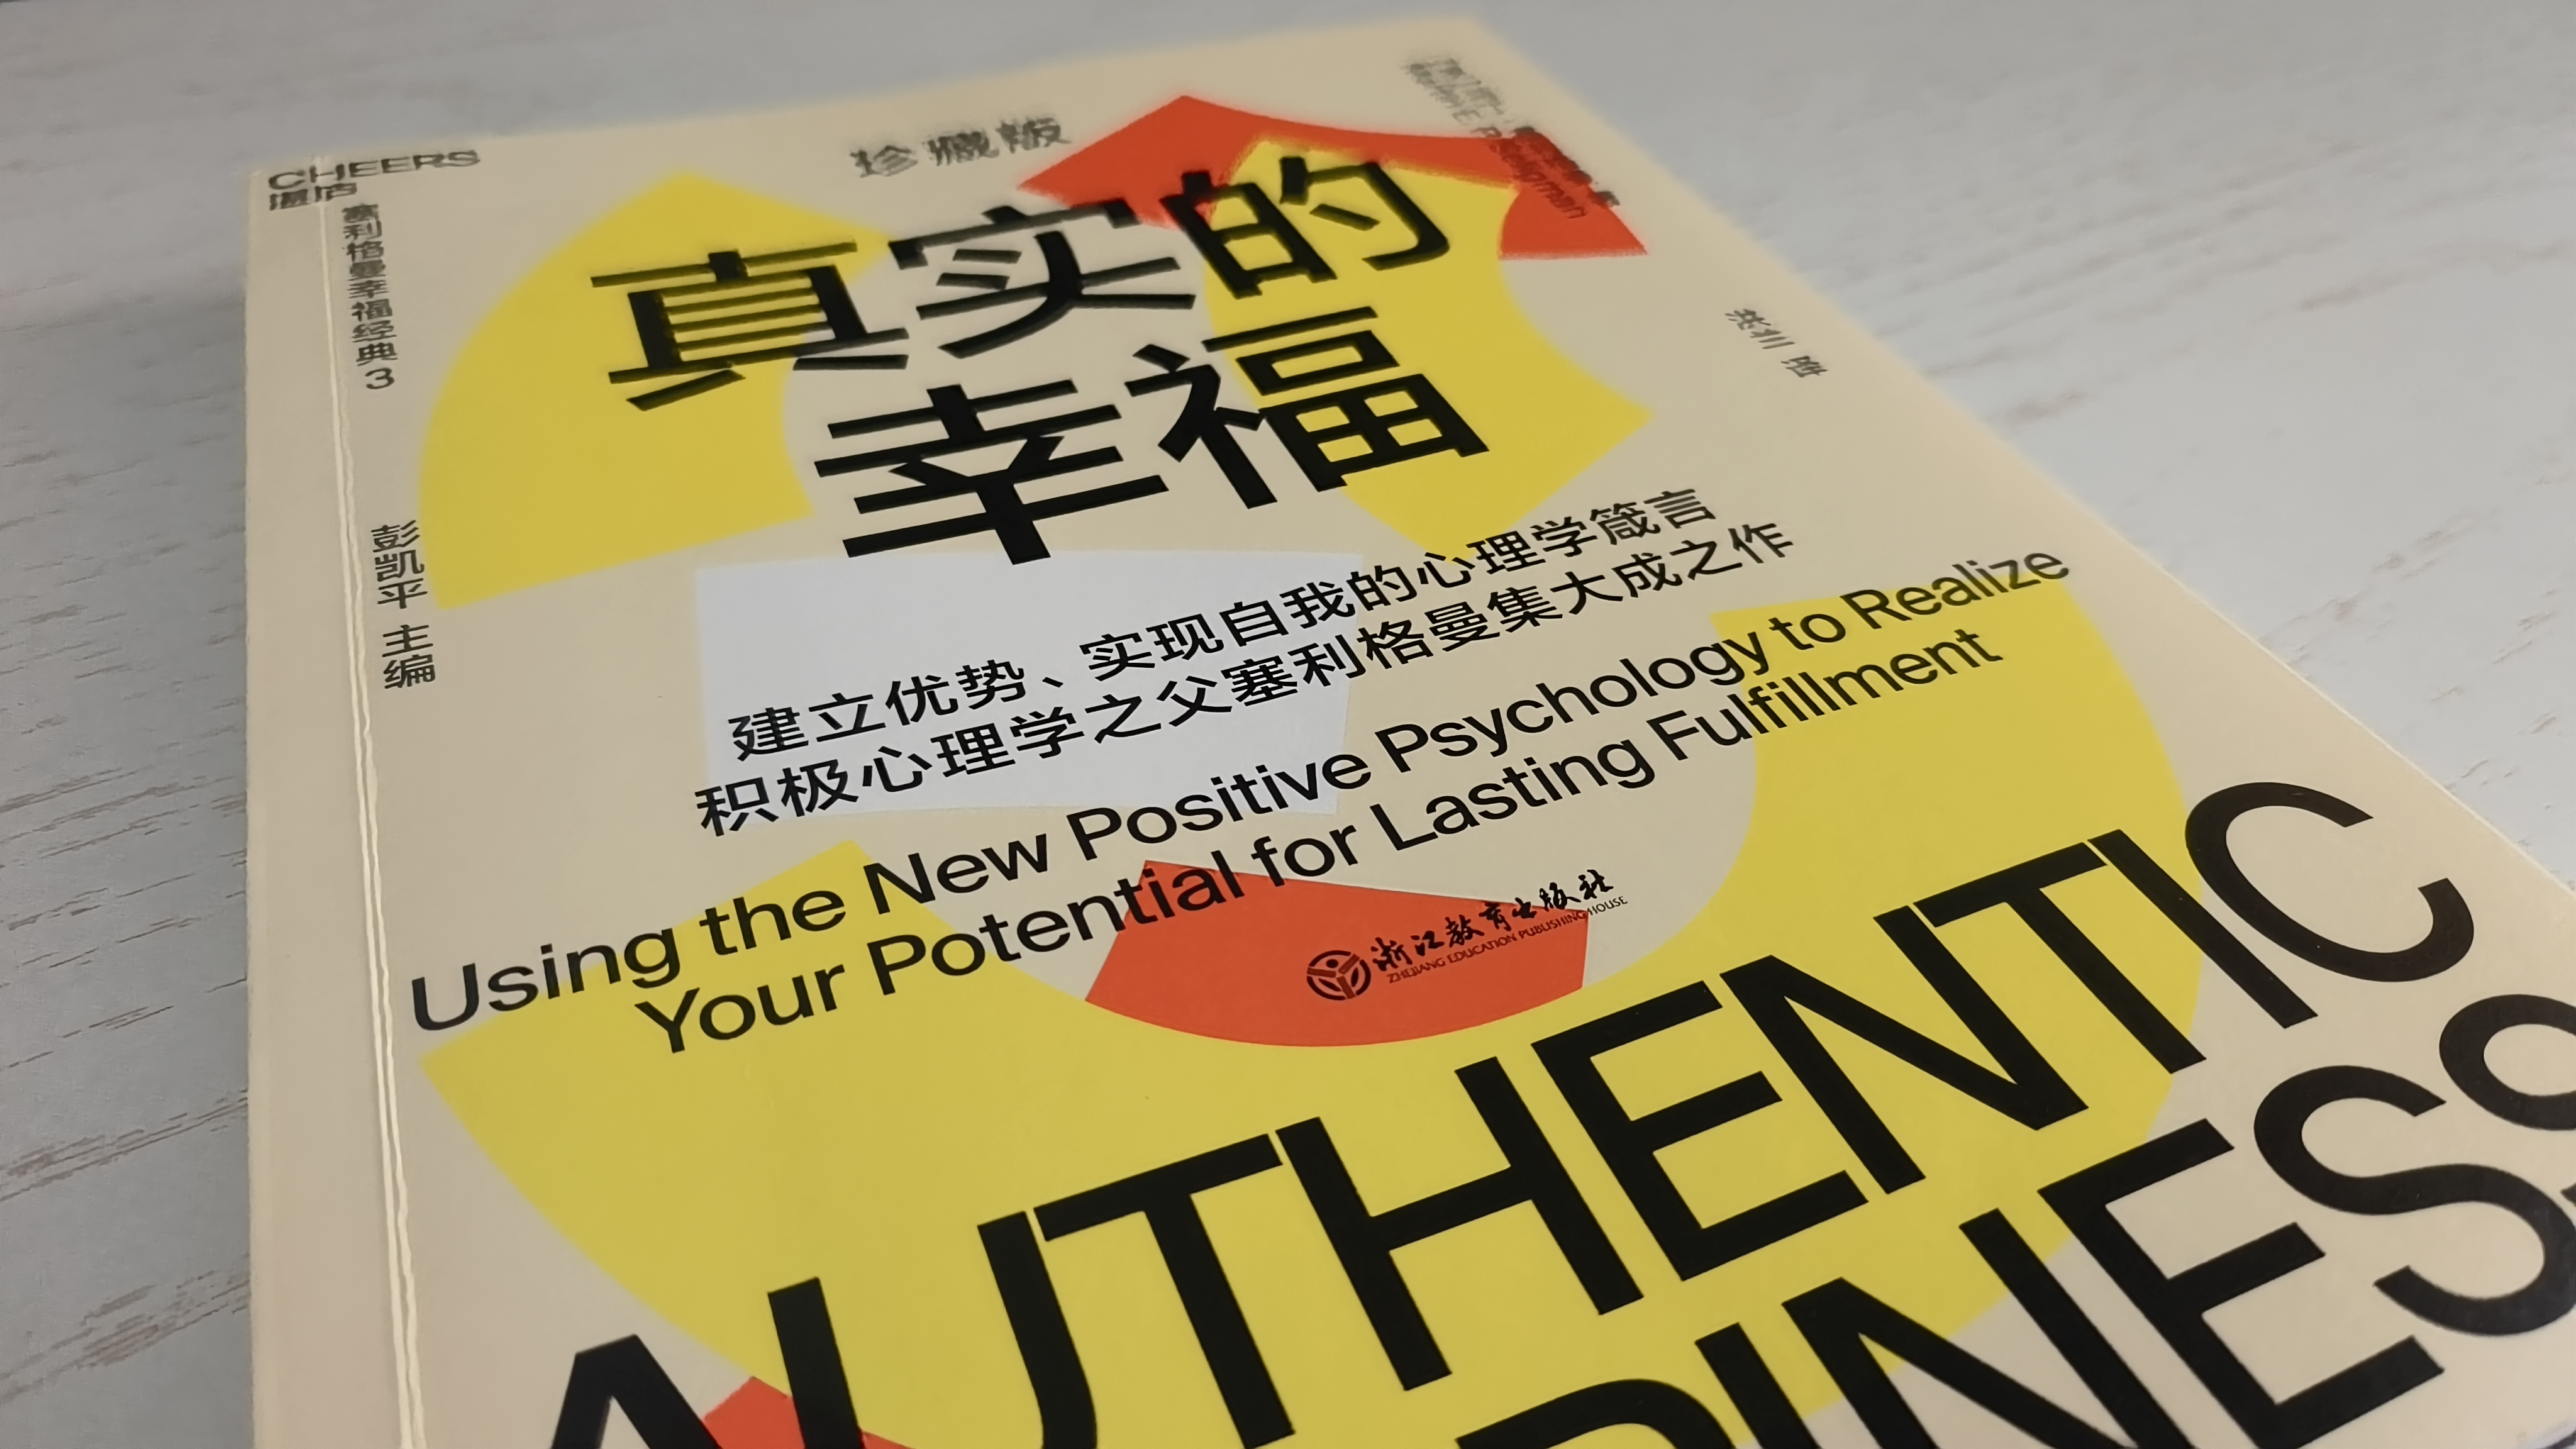 CHEERS
湛庐
塞利格曼幸福经典3
彭凯平 主编
珍藏版
真实的
幸福
洪兰 译
建立优势、实现自我的心理学箴言
积极心理学之父塞利格曼集大成之作
Using the New Positive Psychology to Realize
Your Potential for Lasting Fulfillment
浙江教育出版社
ZHEJIANG EDUCATION PUBLISHING HOUSE
AUTHENTIC
PINESS